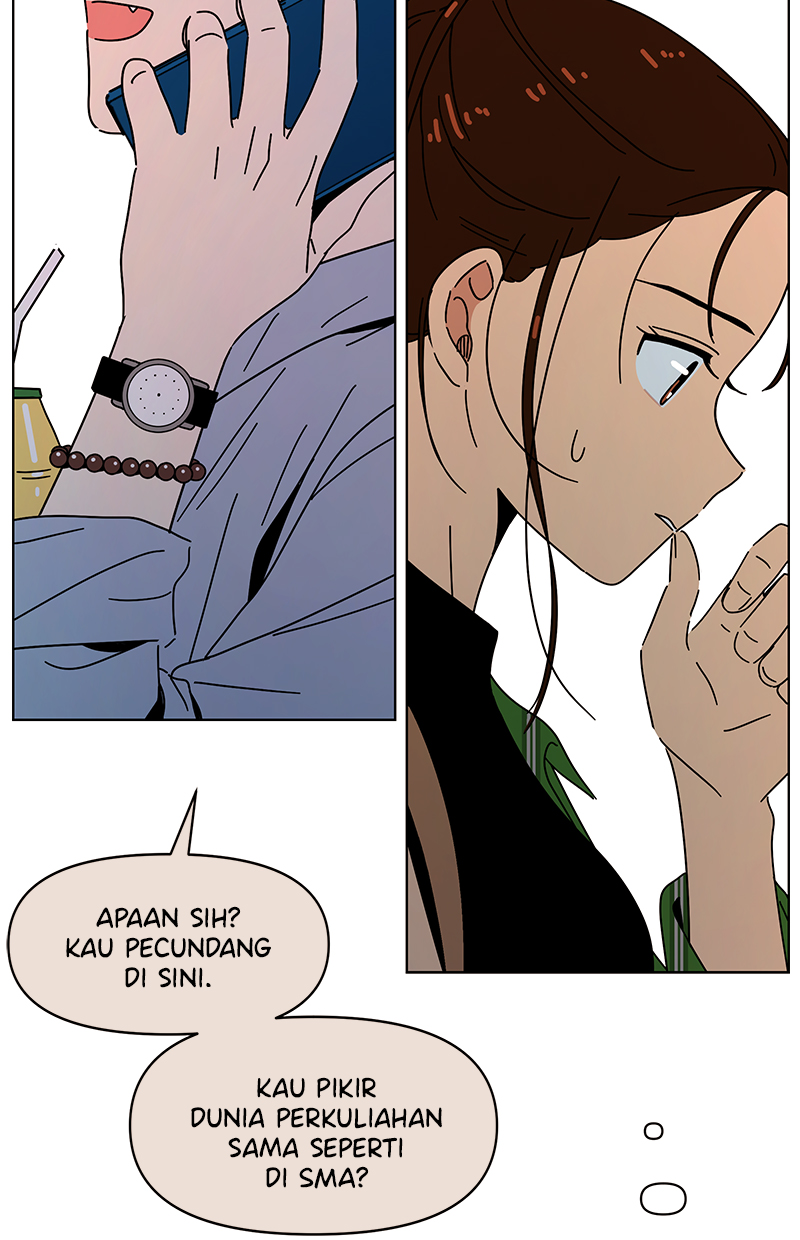 APAAN SIH?
KAU PECUNDANG
DI SINI.
KAU PIKIR
DUNIA PERKULIAHAN
SAMA SEPERTI
DI SMA?